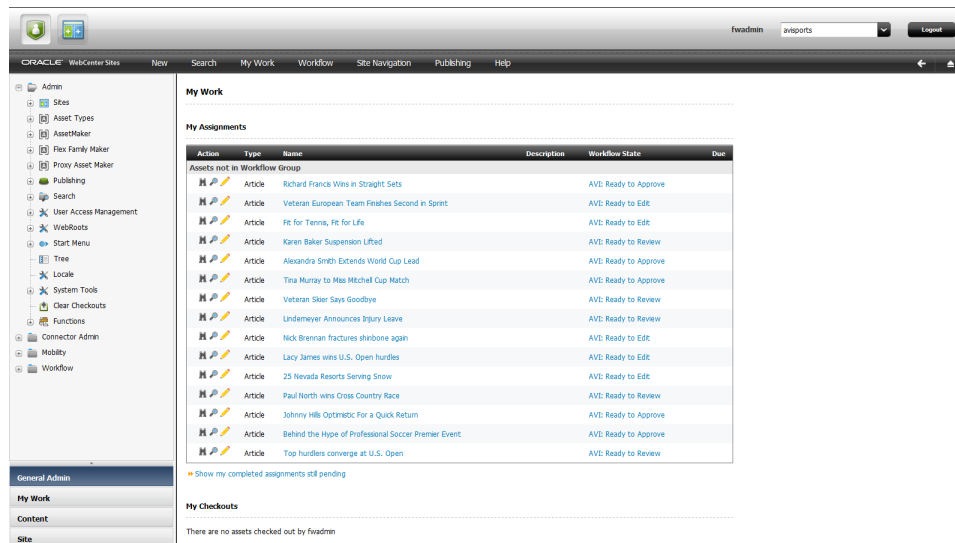 fwadmin avisports Logout
ORACLE WebCenter Sites New Search My Work Workflow Site Navigation Publishing Help
Admin
Sites
Asset Types
AssetMaker
Flex Family Maker
Proxy Asset Maker
Publishing
Search
User Access Management
WebRoots
Start Menu
Tree
Locale
System Tools
Clear Checkouts
Functions
Connector Admin
Mobility
Workflow
General Admin
My Work
Content
Site
My Work
My Assignments
Action Type Name Description Workflow State Due
Assets not in Workflow Group
Article Richard Francis Wins in Straight Sets AVI: Ready to Approve
Article Veteran European Team Finishes Second in Sprint AVI: Ready to Edit
Article Fit for Tennis, Fit for Life AVI: Ready to Edit
Article Karen Baker Suspension Lifted AVI: Ready to Review
Article Alexandra Smith Extends World Cup Lead AVI: Ready to Approve
Article Tina Murray to Miss Mitchell Cup Match AVI: Ready to Approve
Article Veteran Skier Says Goodbye AVI: Ready to Review
Article Lindemeyer Announces Injury Leave AVI: Ready to Review
Article Nick Brennan fractures shinbone again AVI: Ready to Edit
Article Lacy James wins U.S. Open hurdles AVI: Ready to Edit
Article 25 Nevada Resorts Serving Snow AVI: Ready to Edit
Article Paul North wins Cross Country Race AVI: Ready to Review
Article Johnny Hills Optimistic For a Quick Return AVI: Ready to Approve
Article Behind the Hype of Professional Soccer Premier Event AVI: Ready to Approve
Article Top hurdlers converge at U.S. Open AVI: Ready to Review
Show my completed assignments still pending
My Checkouts
There are no assets checked out by fwadmin